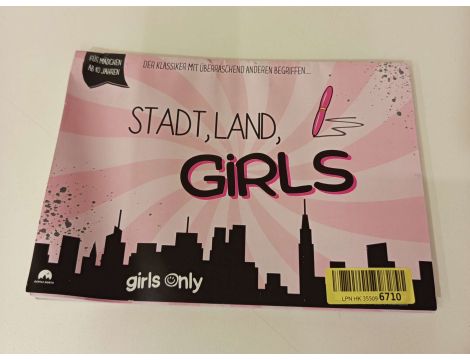 FÜR MÄDCHEN
AB 10 JAHREN
DER KLASSIKER MIT ÜBERRASCHEND ANDEREN BEGRIFFEN...
STADT, LAND,
GiRLS
girls Only
LPN HK 35509 6710